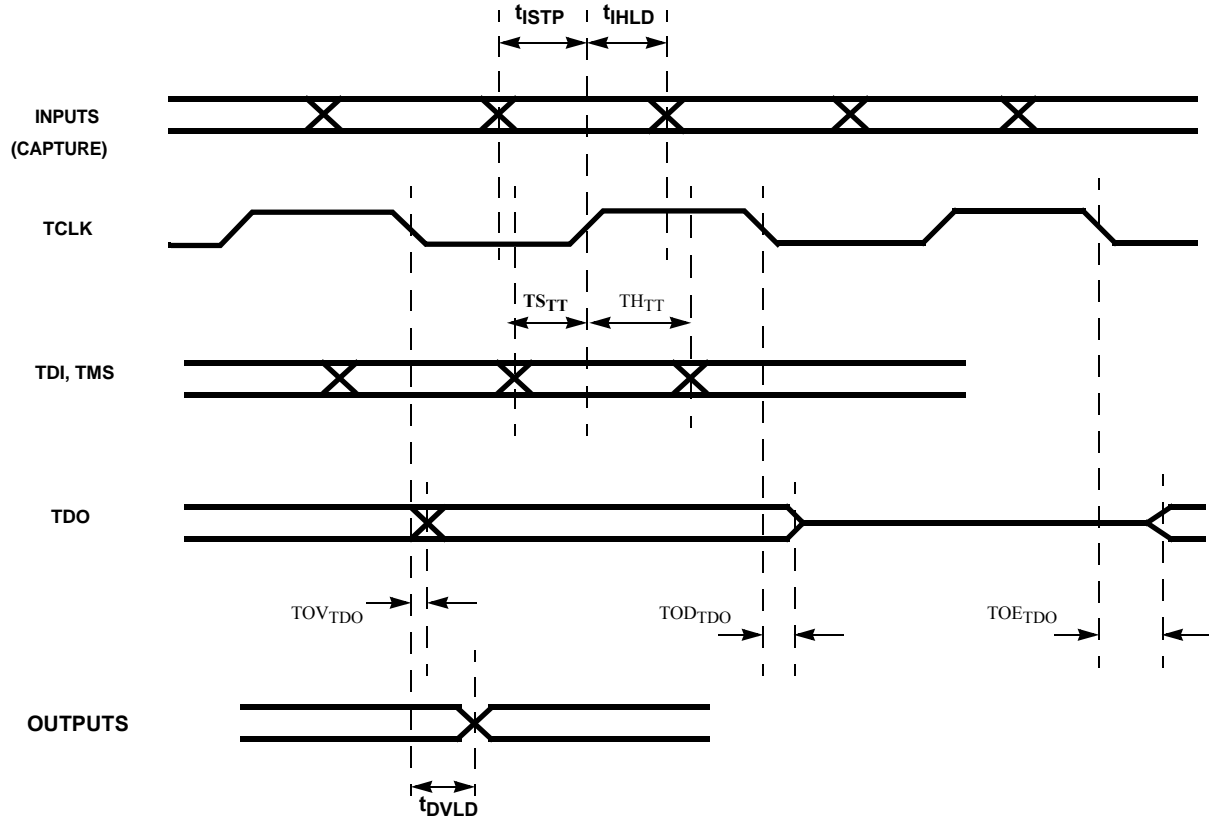 tISTP tIHLD
INPUTS
(CAPTURE)
TCLK
TSTT THTT
TDI, TMS
TDO
TOVTDO TODTDO TOETDO
OUTPUTS
tDVLD